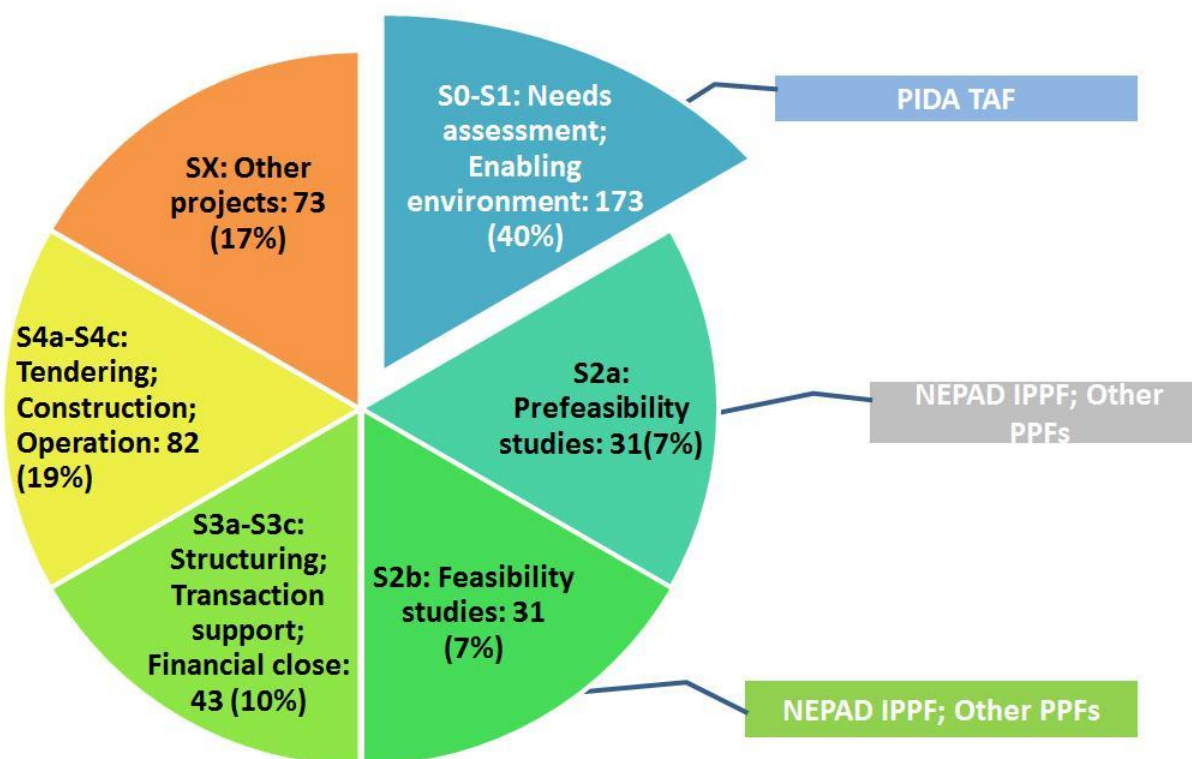 S0-S1: Needs
assessment;
Enabling
environment: 173
(40%)
PIDA TAF
SX: Other
projects: 73
(17%)
S4a-S4c:
Tendering;
Construction;
Operation: 82
(19%)
S2a:
Prefeasibility
studies: 31(7%)
NEPAD IPPF; Other
PPFs
S3a-S3c:
Structuring;
Transaction
support;
Financial close:
43 (10%)
S2b: Feasibility
studies: 31
(7%)
NEPAD IPPF; Other PPFs